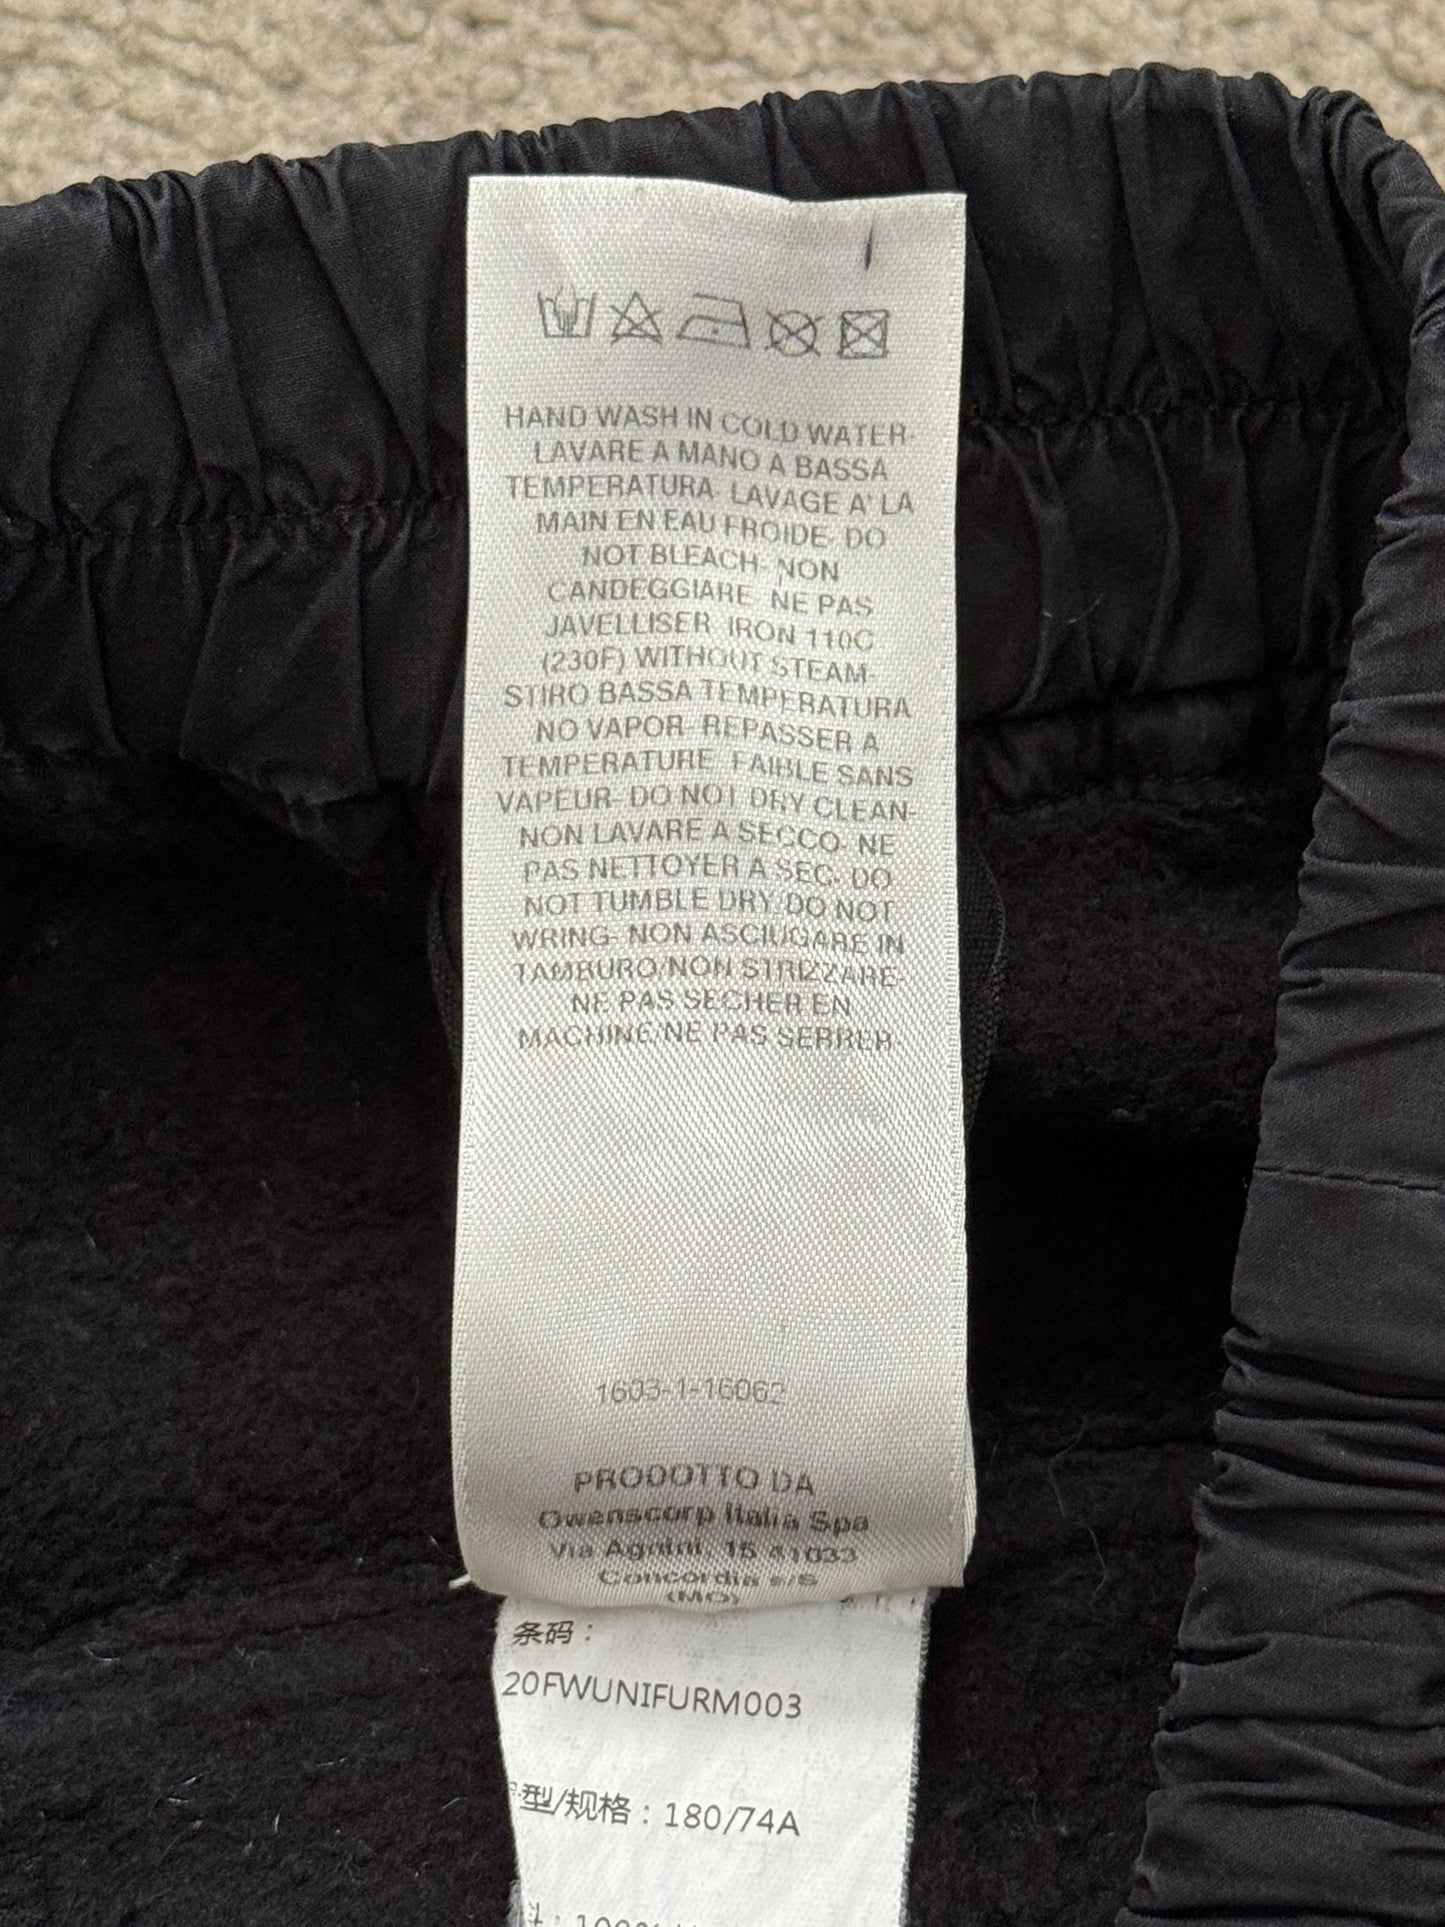 HAND WASH IN COLD WATER-
LAVARE A MANO A BASSA
TEMPERATURA- LAVAGE A' LA
MAIN EN EAU FROIDE- DO
NOT BLEACH- NON
CANDEGGIARE NE PAS
JAVELLISER IRON 110C
(230F) WITHOUT STEAM-
STIRO BASSA TEMPERATURA
NO VAPOR- REPASSER A
TEMPERATURE FAIBLE SANS
VAPEUR- DO NOT DRY CLEAN-
NON LAVARE A SECCO- NE
PAS NETTOYER A SEC- DO
NOT TUMBLE DRY/DO NOT
WRING- NON ASCIUGARE IN
TAMBURO/NON STRIZZARE-
NE PAS SECHER EN
MACHINE/NE PAS SERRER-
1603-1-16062
PRODOTTO DA
Owenscorp Italia Spa
Via Agnini, 15 41033
Concordia s/S
(MO)
条码：
20FWUNIFURM003
型/规格：180/74A
100%